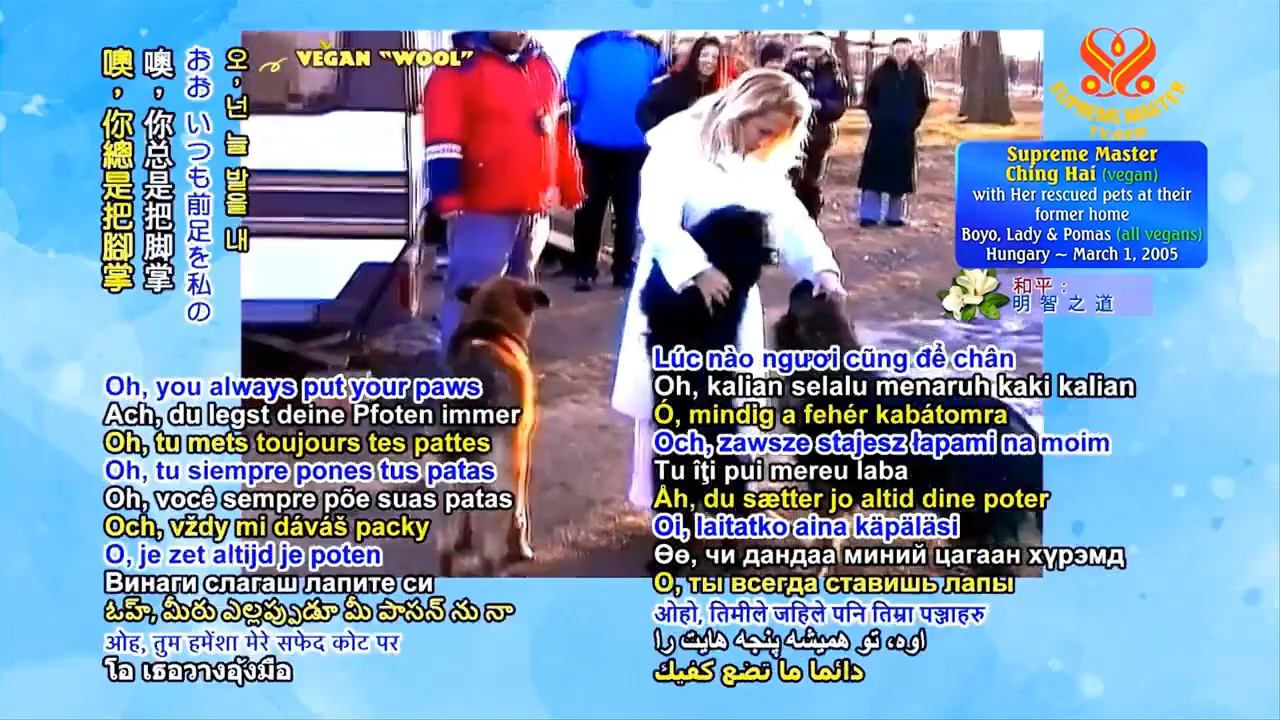 VEGAN “WOOL”
SUPREME MASTER
TV.com
Supreme Master
Ching Hai (vegan)
with Her rescued pets at their
former home
Boyo, Lady & Pomas (all vegans)
Hungary ~ March 1, 2005
和平：
明智之道
噢，你總是把腳掌
噢，你总是把脚掌
おお いつも前足を私の
오, 넌 늘 발을 내
Oh, you always put your paws
Ach, du legst deine Pfoten immer
Oh, tu mets toujours tes pattes
Oh, tu siempre pones tus patas
Oh, você sempre põe suas patas
Och, vždy mi dáváš packy
O, je zet altijd je poten
Винаги слагаш лапите си
ఓహ్, మీరు ఎల్లప్పుడూ మీ పాసన్ ను నా
ओह, तुम हमेंशा मेरे सफेद कोट पर
โอ เธอวางอุ้งมือ
Lúc nào ngươi cũng để chân
Oh, kalian selalu menaruh kaki kalian
Ó, mindig a fehér kabátomra
Och, zawsze stajesz łapami na moim
Tu îţi pui mereu laba
Åh, du sætter jo altid dine poter
Oi, laitatko aina käpäläsi
Өө, чи дандаа миний цагаан хүрэмд
О, ты всегда ставишь лапы
ओहो, तिमीले जहिले पनि तिम्रा पञ्जाहरु
اوه، تو همیشه پنجه هایت را
دائما ما تضع كفيك